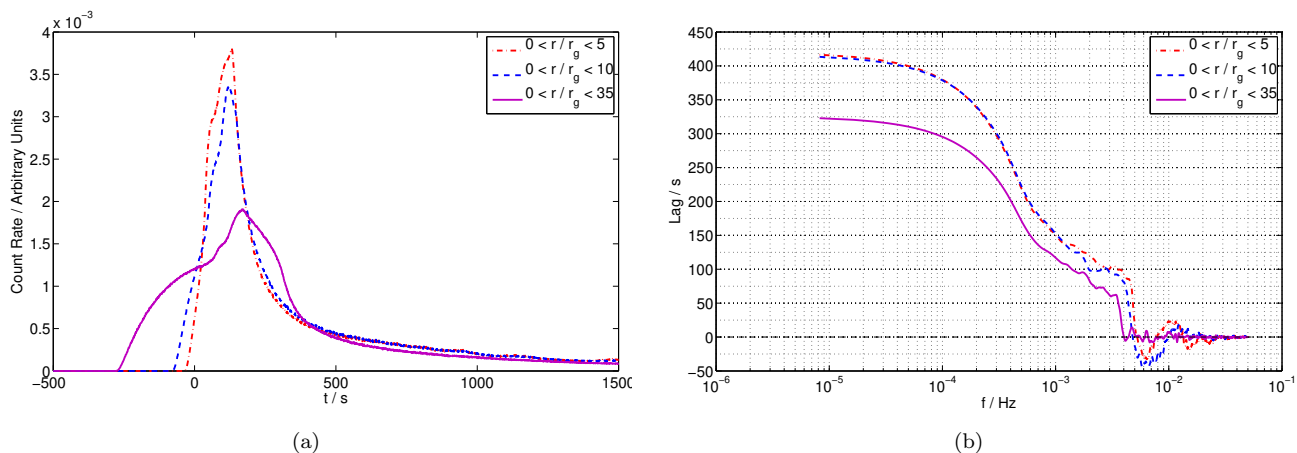 x 10⁻³
4
3.5
3
2.5
2
1.5
1
0.5
0
Count Rate / Arbitrary Units
−500 0 500 1000 1500
t / s
0 < r / r_g < 5
0 < r / r_g < 10
0 < r / r_g < 35
(a)
450
400
350
300
250
200
150
100
50
0
−50
Lag / s
10⁻⁶ 10⁻⁵ 10⁻⁴ 10⁻³ 10⁻² 10⁻¹
f / Hz
0 < r / r_g < 5
0 < r / r_g < 10
0 < r / r_g < 35
(b)